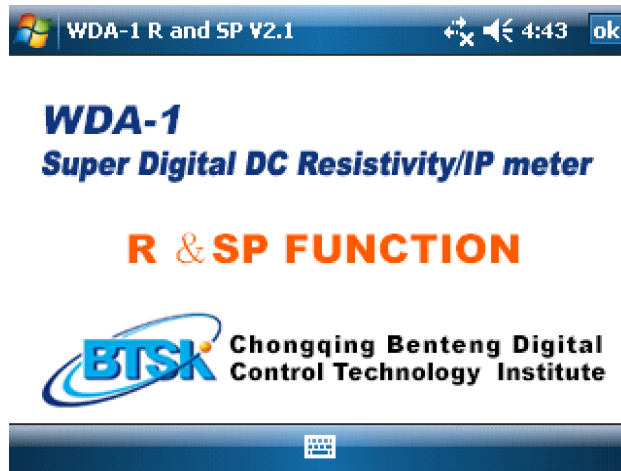 WDA-1 R and SP V2.1 4:43 ok
WDA-1
Super Digital DC Resistivity/IP meter
R & SP FUNCTION
BTSK Chongqing Benteng Digital
Control Technology Institute